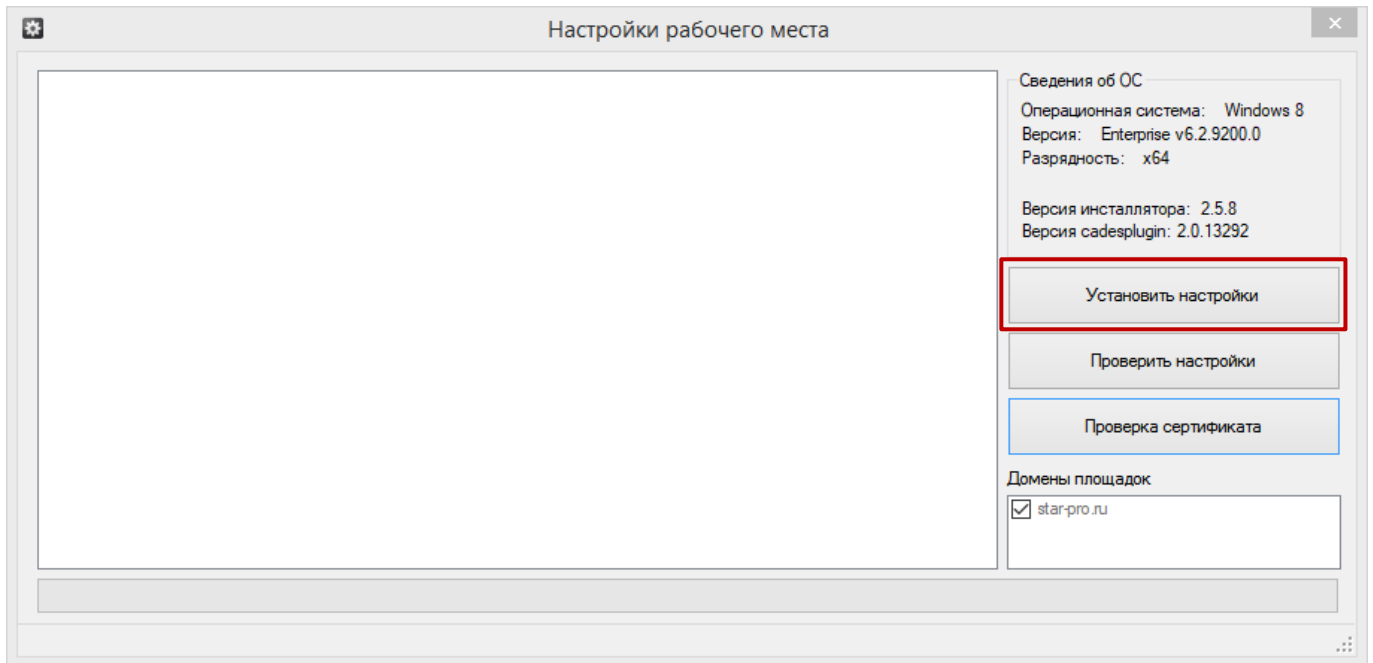 Настройки рабочего места
Сведения об ОС
Операционная система: Windows 8
Версия: Enterprise v6.2.9200.0
Разрядность: x64
Версия инсталлятора: 2.5.8
Версия cadesplugin: 2.0.13292
Установить настройки
Проверить настройки
Проверка сертификата
Домены площадок
star-pro.ru